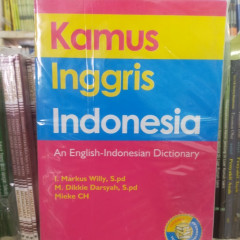 Kamus
Inggris
Indonesia
An English-Indonesian Dictionary
I. Markus Willy, S.pd
M. Dikkie Darsyah, S.pd
Mieke CH